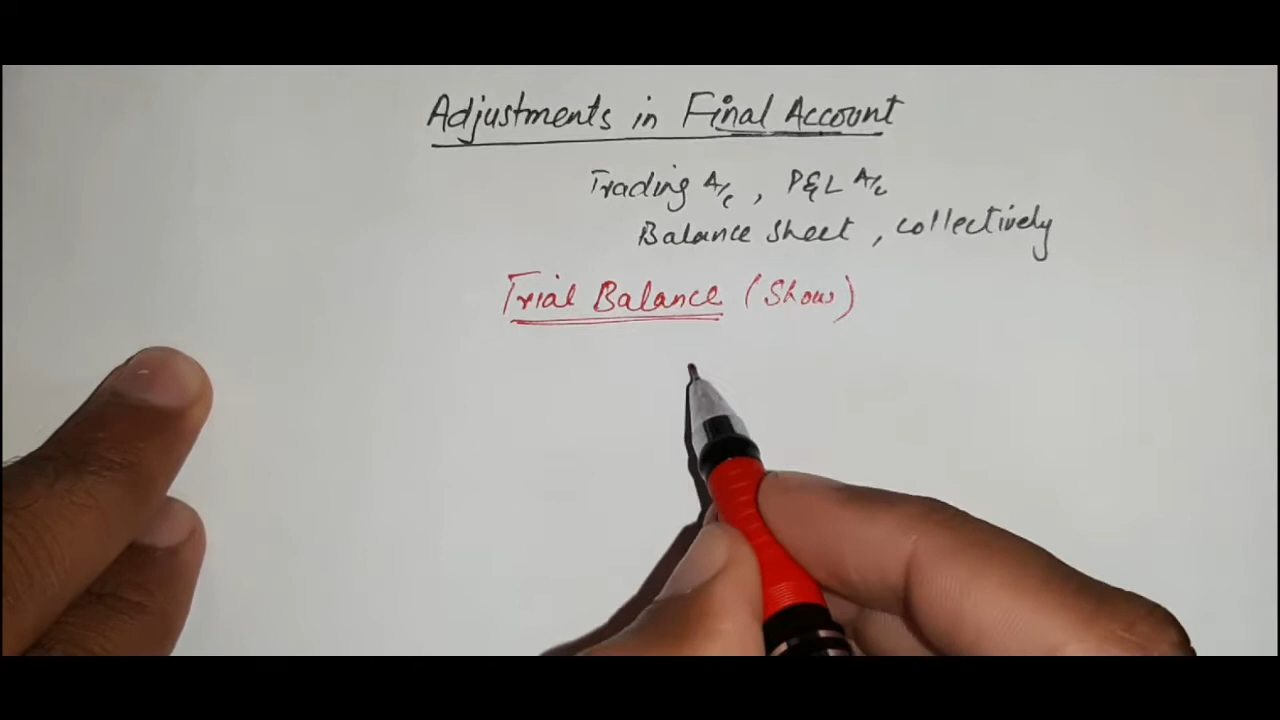 Adjustments in Final Account
Trading A/c, P&L A/c
Balance Sheet, collectively
Trial Balance (Show)